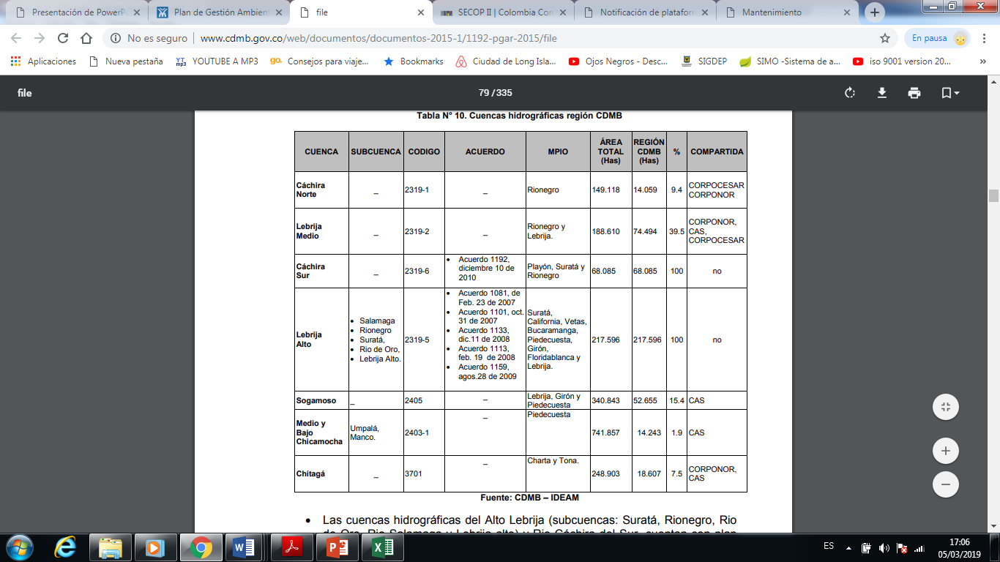 Presentación de PowerP
Plan de Gestión Ambient
file
SECOP II | Colombia Com
Notificación de platafor
Mantenimiento
No es seguro | www.cdmb.gov.co/web/documentos/documentos-2015-1/1192-pgar-2015/file
En pausa
Aplicaciones
Nueva pestaña
YOUTUBE A MP3
Consejos para viaje...
Bookmarks
Ciudad de Long Isla...
Ojos Negros - Desc...
SIGDEP
SIMO -Sistema de a...
iso 9001 version 20...
»
file
79 / 335
Tabla N° 10. Cuencas hidrográficas región CDMB
CUENCA SUBCUENCA CODIGO ACUERDO MPIO ÁREA TOTAL (Has) REGIÓN CDMB (Has) % COMPARTIDA
Cáchira Norte _ 2319-1 _ Rionegro 149.118 14.059 9.4 CORPOCESAR CORPONOR
Lebrija Medio _ 2319-2 _ Rionegro y Lebrija. 188.610 74.494 39.5 CORPONOR, CAS, CORPOCESAR
Cáchira Sur _ 2319-6 • Acuerdo 1192, diciembre 10 de 2010 Playón, Suratá y Rionegro 68.085 68.085 100 no
Lebrija Alto • Salamaga • Rionegro • Suratá, • Rio de Oro, • Lebrija Alto. 2319-5 • Acuerdo 1081, de Feb. 23 de 2007 • Acuerdo 1101, oct. 31 de 2007 • Acuerdo 1133, dic.11 de 2008 • Acuerdo 1113, feb. 19 de 2008 • Acuerdo 1159, agos.28 de 2009 Suratá, California, Vetas, Bucaramanga, Piedecuesta, Girón, Floridablanca y Lebrija. 217.596 217.596 100 no
Sogamoso _ 2405 _ Lebrija, Girón y Piedecuesta 340.843 52.655 15.4 CAS
Medio y Bajo Chicamocha Umpalá, Manco. 2403-1 _ Piedecuesta 741.857 14.243 1.9 CAS
Chitagá _ 3701 _ Charta y Tona. 248.903 18.607 7.5 CORPONOR, CAS
Fuente: CDMB – IDEAM
• Las cuencas hidrográficas del Alto Lebrija (subcuencas: Suratá, Rionegro, Rio
de Oro, Rio Salamaga y Lebrija alto) y Rio Cáchira del Sur, cuentan con plan
ES
17:06
05/03/2019